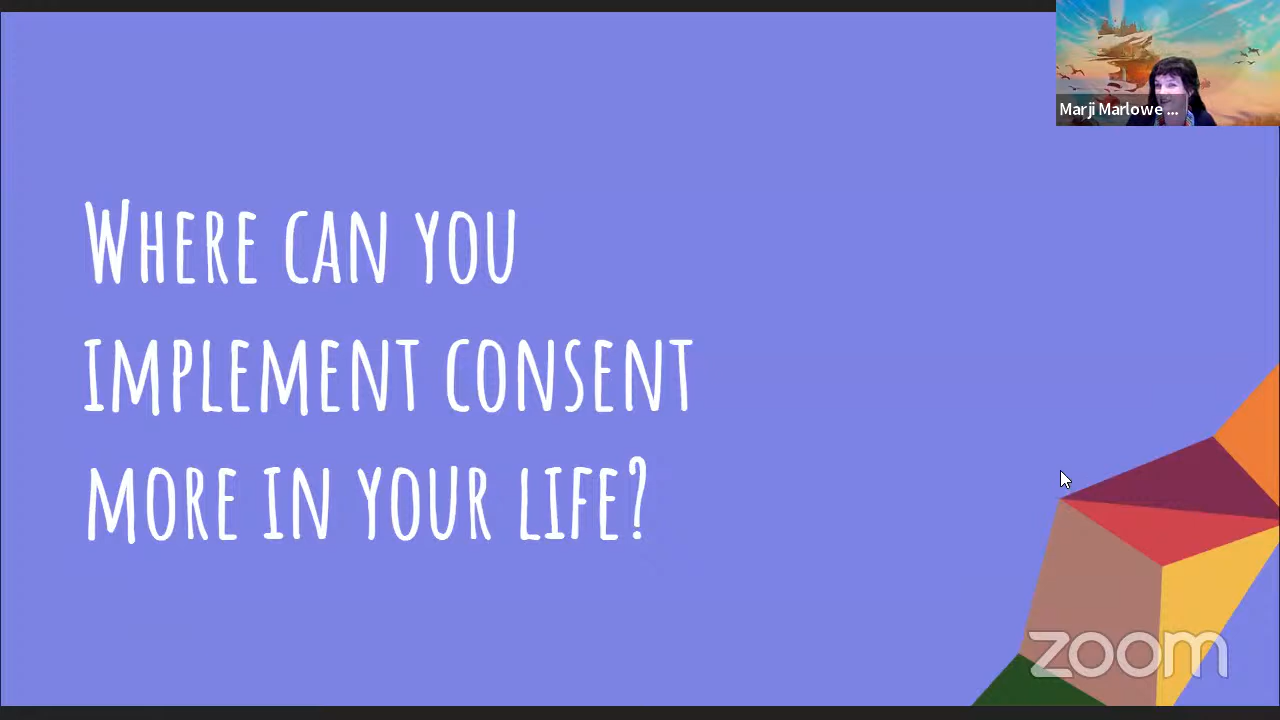 Marji Marlowe ...
Where can you
implement consent
more in your life?
zoom